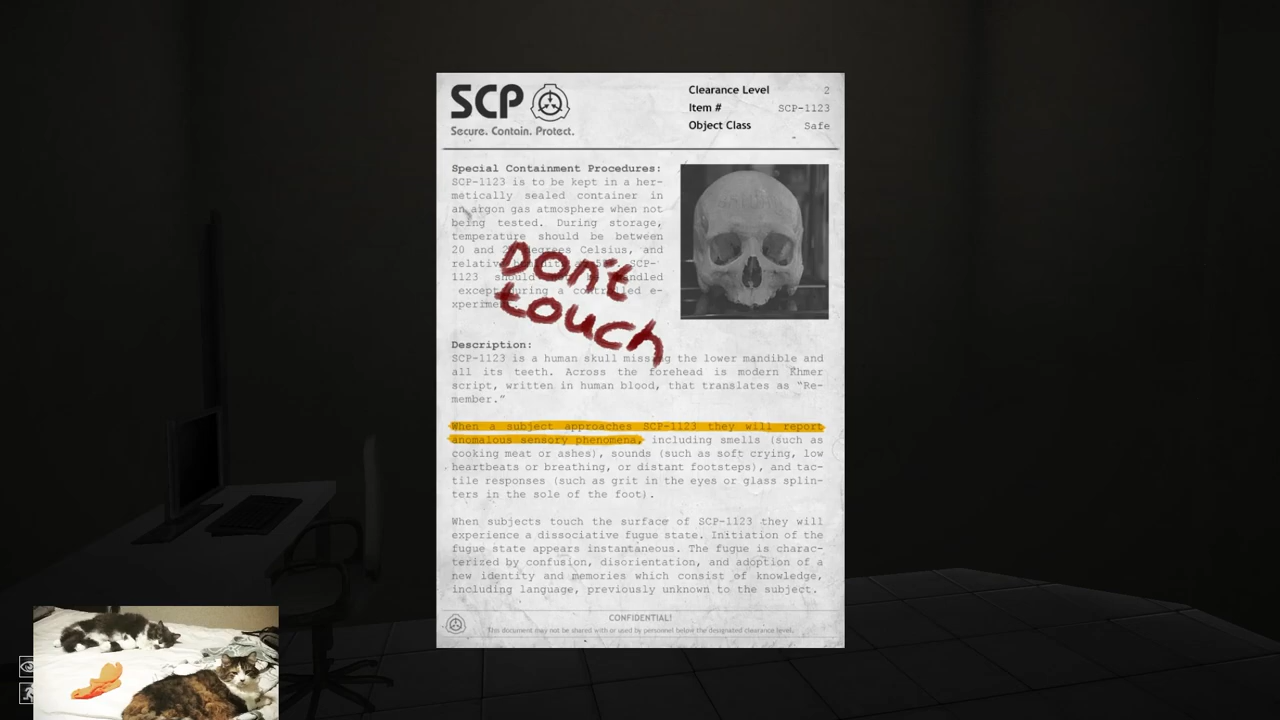 SCP
Secure. Contain. Protect.
Clearance Level 2
Item # SCP-1123
Object Class Safe
Special Containment Procedures:
SCP-1123 is to be kept in a her-
metically sealed container in
an argon gas atmosphere when not
being tested. During storage,
temperature should be between
20 and degrees Celsius, and
relative SCP-
1123 should
except during a controlled e-
Don't
touch
Description:
SCP-1123 is a human skull missing the lower mandible and
all its teeth. Across the forehead is modern Khmer
script, written in human blood, that translates as “Re-
member.”
When a subject approaches SCP-1123 they will report
anomalous sensory phenomena, including smells (such as
cooking meat or ashes), sounds (such as soft crying, low
heartbeats or breathing, or distant footsteps), and tac-
tile responses (such as grit in the eyes or glass splin-
ters in the sole of the foot).
When subjects touch the surface of SCP-1123 they will
experience a dissociative fugue state. Initiation of the
fugue state appears instantaneous. The fugue is charac-
terized by confusion, disorientation, and adoption of a
new identity and memories which consist of knowledge,
including language, previously unknown to the subject.
CONFIDENTIAL!
This document may not be shared with or used by personnel below the designated clearance level.